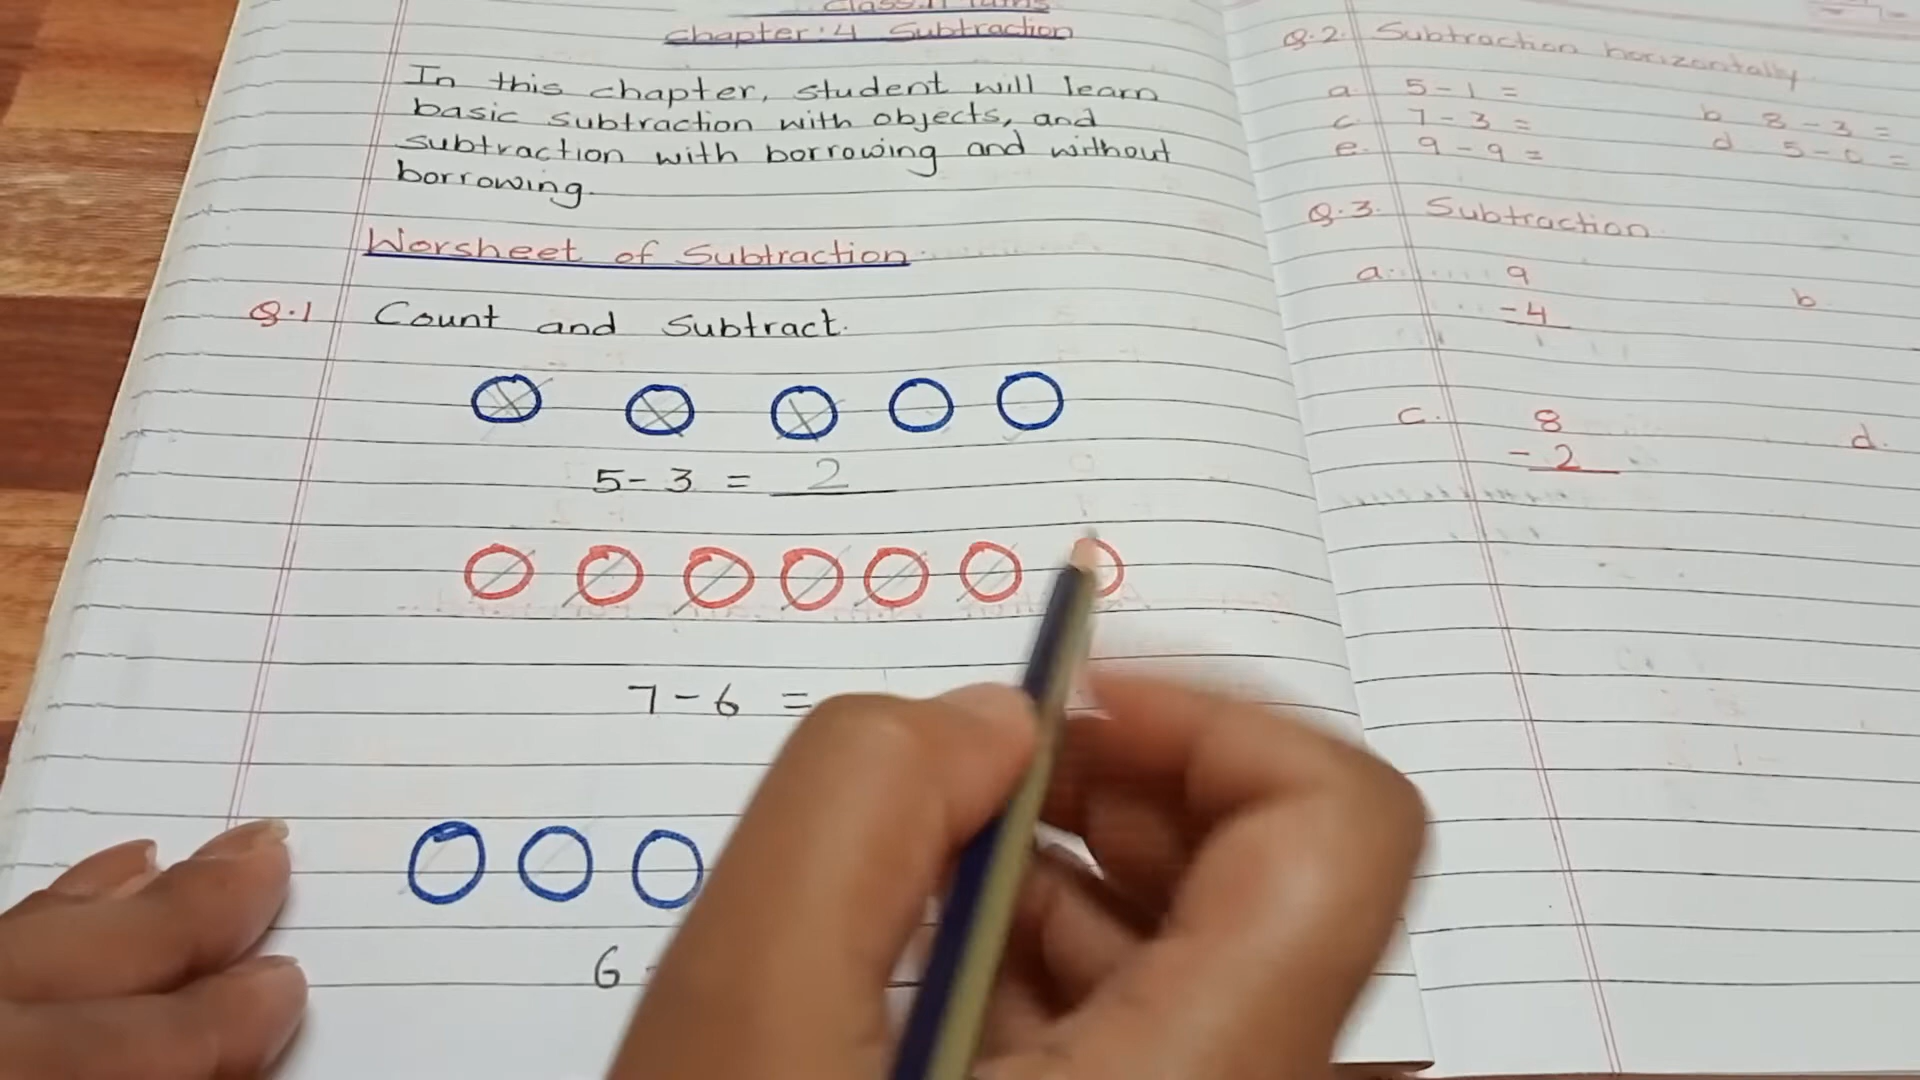 Chapter:4 Subtraction
In this chapter, student will learn
basic subtraction with objects, and
subtraction with borrowing and without
borrowing.
Worsheet of Subtraction
Q.1 Count and Subtract.
5-3 = 2
7-6 =
6
Q.2. Subtraction horizontally
a. 5-1 =
b 8-3 =
c. 7-3 =
d 5-0 =
e. 9-9 =
Q.3. Subtraction
a. 9
-4
b
c. 8
-2
d.